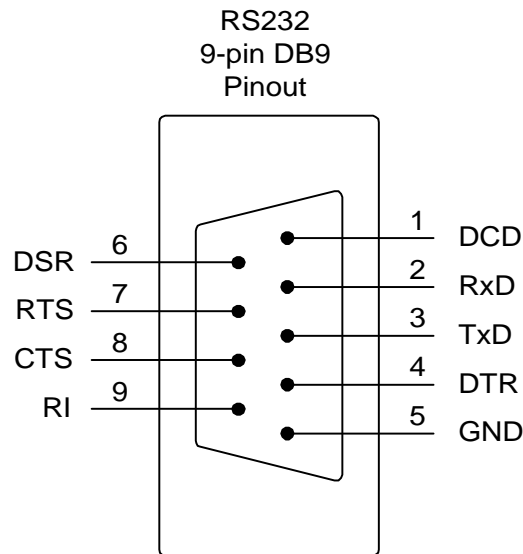 RS232
9-pin DB9
Pinout
DSR 6
RTS 7
CTS 8
RI 9
1 DCD
2 RxD
3 TxD
4 DTR
5 GND